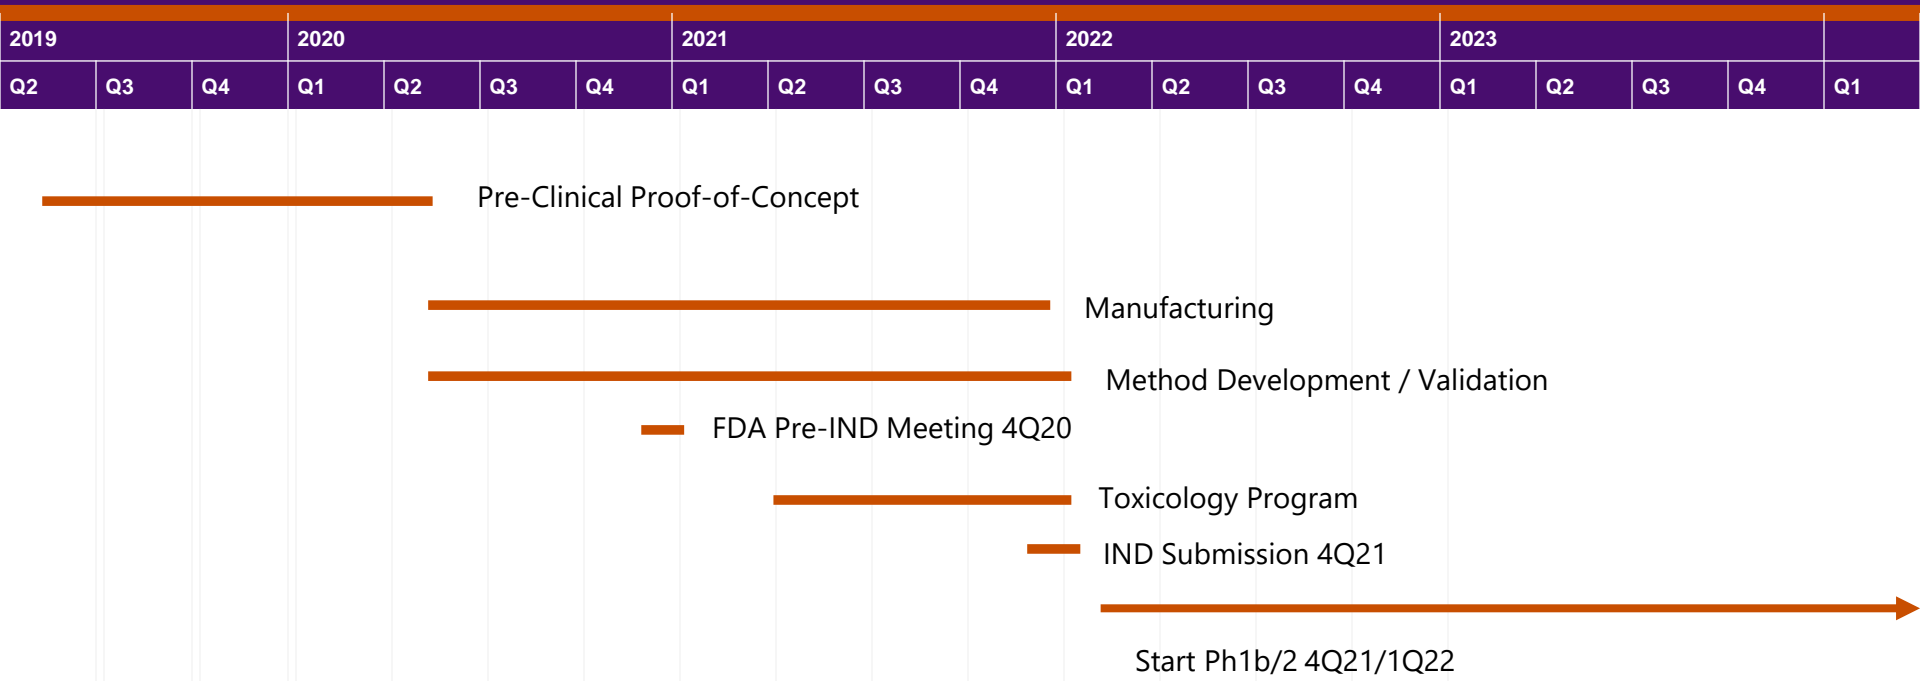 2019 2020 2021 2022 2023
Q2 Q3 Q4 Q1 Q2 Q3 Q4 Q1 Q2 Q3 Q4 Q1 Q2 Q3 Q4 Q1 Q2 Q3 Q4 Q1
Pre-Clinical Proof-of-Concept
Manufacturing
Method Development / Validation
FDA Pre-IND Meeting 4Q20
Toxicology Program
IND Submission 4Q21
Start Ph1b/2 4Q21/1Q22